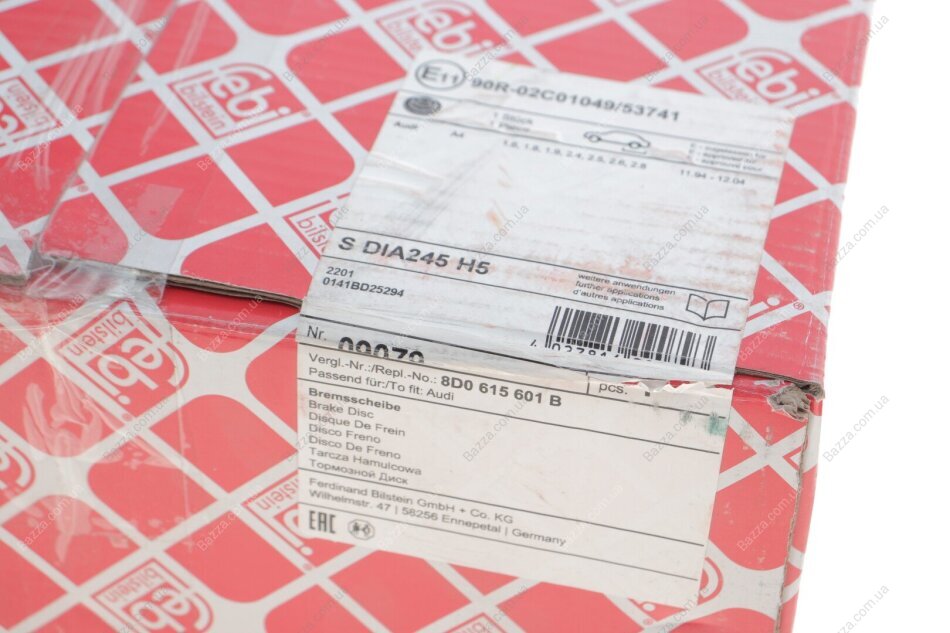 febi
bilstein
E11 90R-02C01049/53741
1 Stück
Audi A4 1.6, 1.8, 1.9, 2.4, 2.5, 2.6, 2.8 11.94 - 12.04
S DIA245 H5
2201
0141BD25294
weitere anwendungen
further applications
d'autres applications
Nr.
Vergl.-Nr.:/Repl.-No.: 8D0 615 601 B
pcs.
Passend für:/To fit: Audi
Bremsscheibe
Brake Disc
Disque De Frein
Disco Freno
Disco De Freno
Tarcza Hamulcowa
Тормозной Диск
Ferdinand Bilstein GmbH + Co. KG
Wilhelmstr. 47 | 58256 Ennepetal | Germany
EAC
Bazza.com.ua